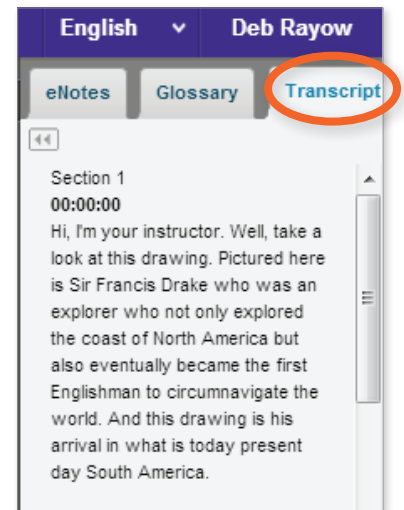 English Deb Rayow
eNotes Glossary Transcript
Section 1
00:00:00
Hi, I'm your instructor. Well, take a
look at this drawing. Pictured here
is Sir Francis Drake who was an
explorer who not only explored
the coast of North America but
also eventually became the first
Englishman to circumnavigate the
world. And this drawing is his
arrival in what is today present
day South America.